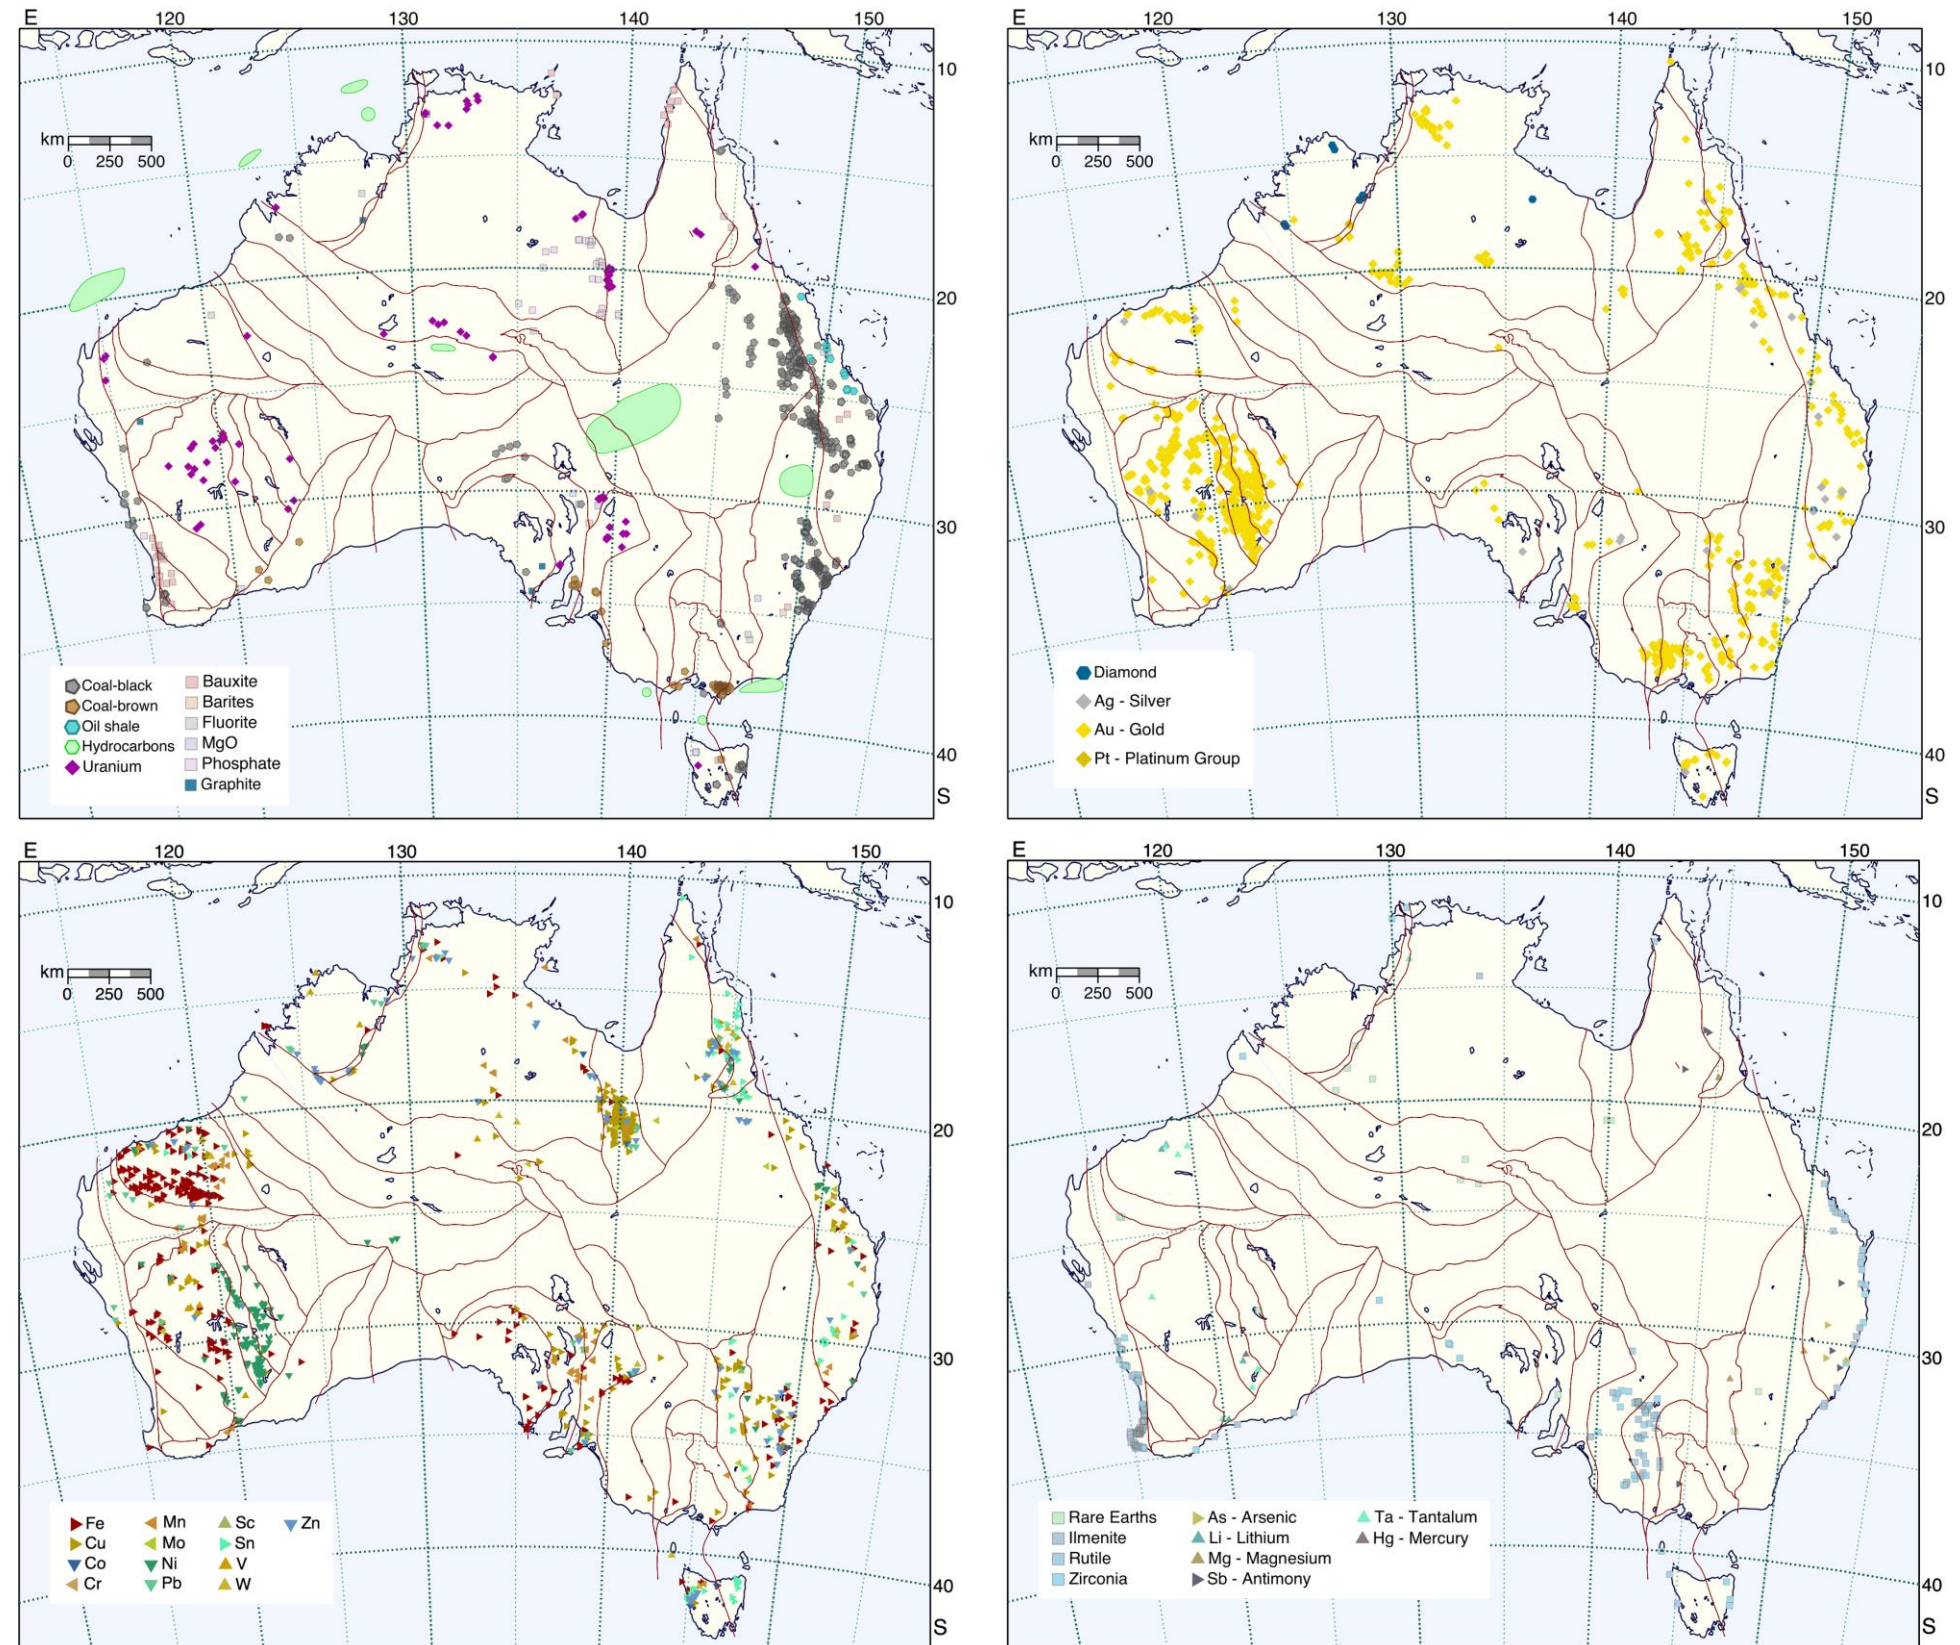 E 120 130 140 150
10
20
30
40
S
km
0 250 500
Coal-black
Coal-brown
Oil shale
Hydrocarbons
Uranium
Bauxite
Barites
Fluorite
MgO
Phosphate
Graphite
E 120 130 140 150
10
20
30
40
S
km
0 250 500
Diamond
Ag - Silver
Au - Gold
Pt - Platinum Group
E 120 130 140 150
10
20
30
40
S
km
0 250 500
Fe Mn Sc Zn
Cu Mo Sn
Co Ni V
Cr Pb W
E 120 130 140 150
10
20
30
40
S
km
0 250 500
Rare Earths As - Arsenic Ta - Tantalum
Ilmenite Li - Lithium Hg - Mercury
Rutile Mg - Magnesium
Zirconia Sb - Antimony